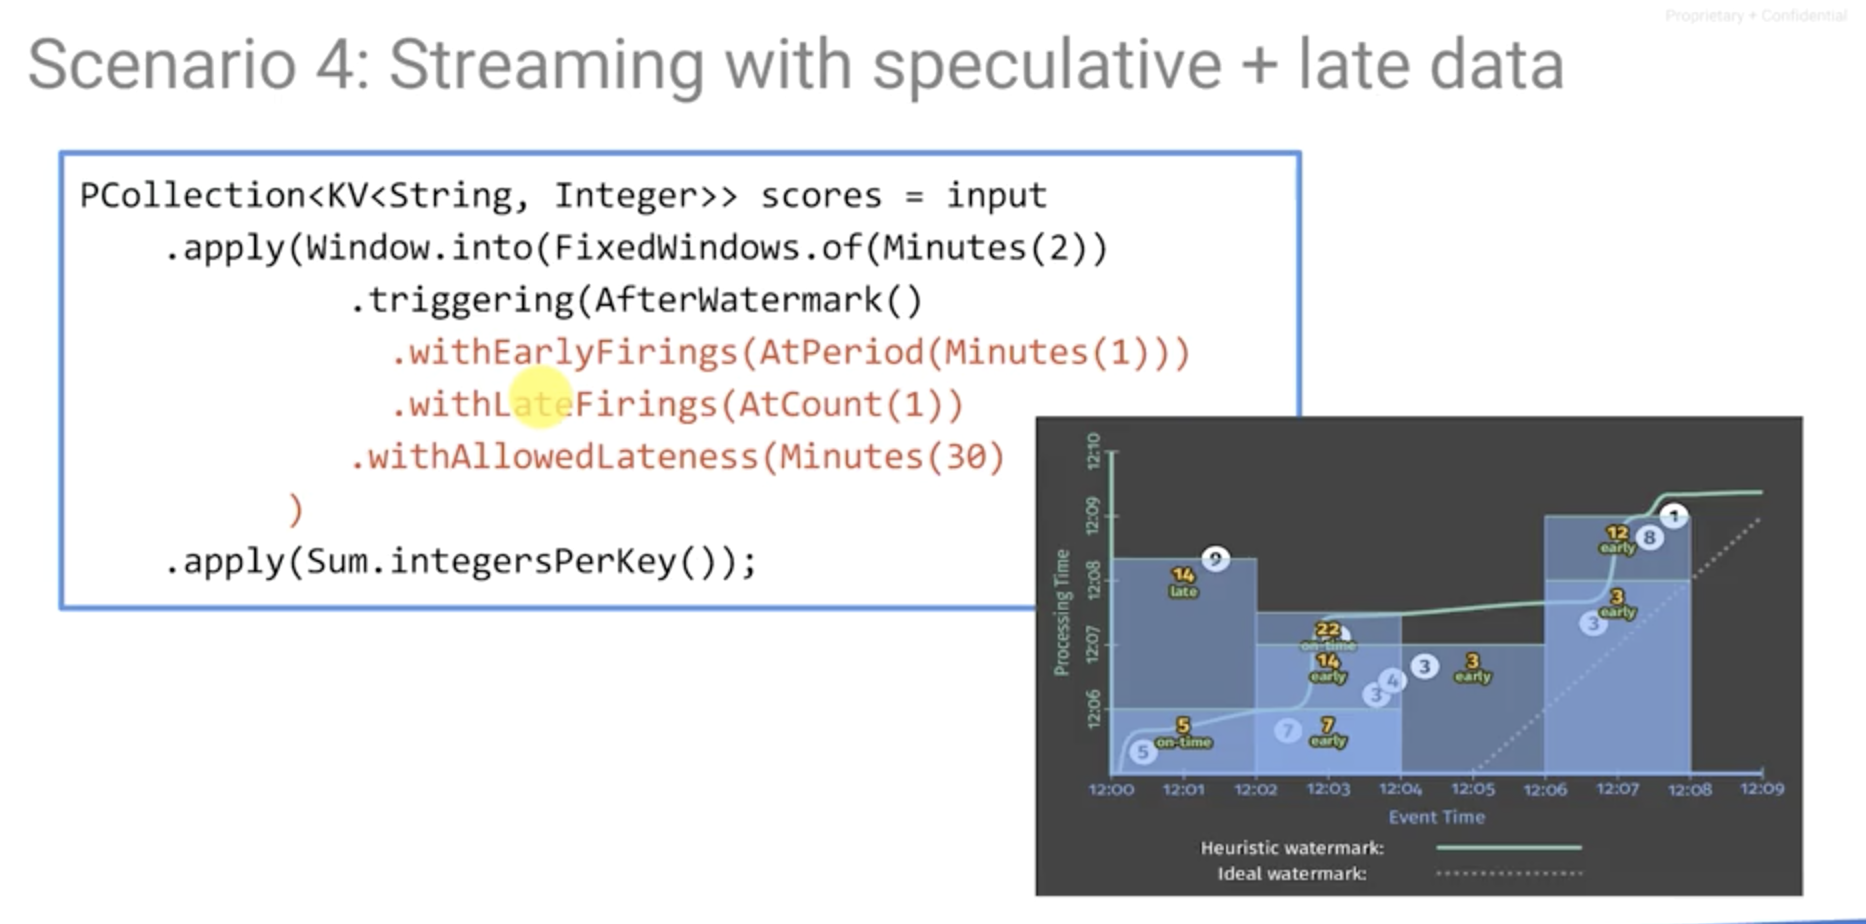 Proprietary + Confidential
Scenario 4: Streaming with speculative + late data
PCollection<KV<String, Integer>> scores = input
.apply(Window.into(FixedWindows.of(Minutes(2))
.triggering(AfterWatermark()
.withEarlyFirings(AtPeriod(Minutes(1)))
.withLateFirings(AtCount(1))
.withAllowedLateness(Minutes(30)
)
.apply(Sum.integersPerKey());
Processing Time
12:10
12:09
12:08
12:07
12:06
9
14
late
5
5
on-time
22
on-time
14
early
3
4
7
7
early
3
3
early
12
early
8
1
3
early
3
12:00 12:01 12:02 12:03 12:04 12:05 12:06 12:07 12:08 12:09
Event Time
Heuristic watermark:
Ideal watermark: